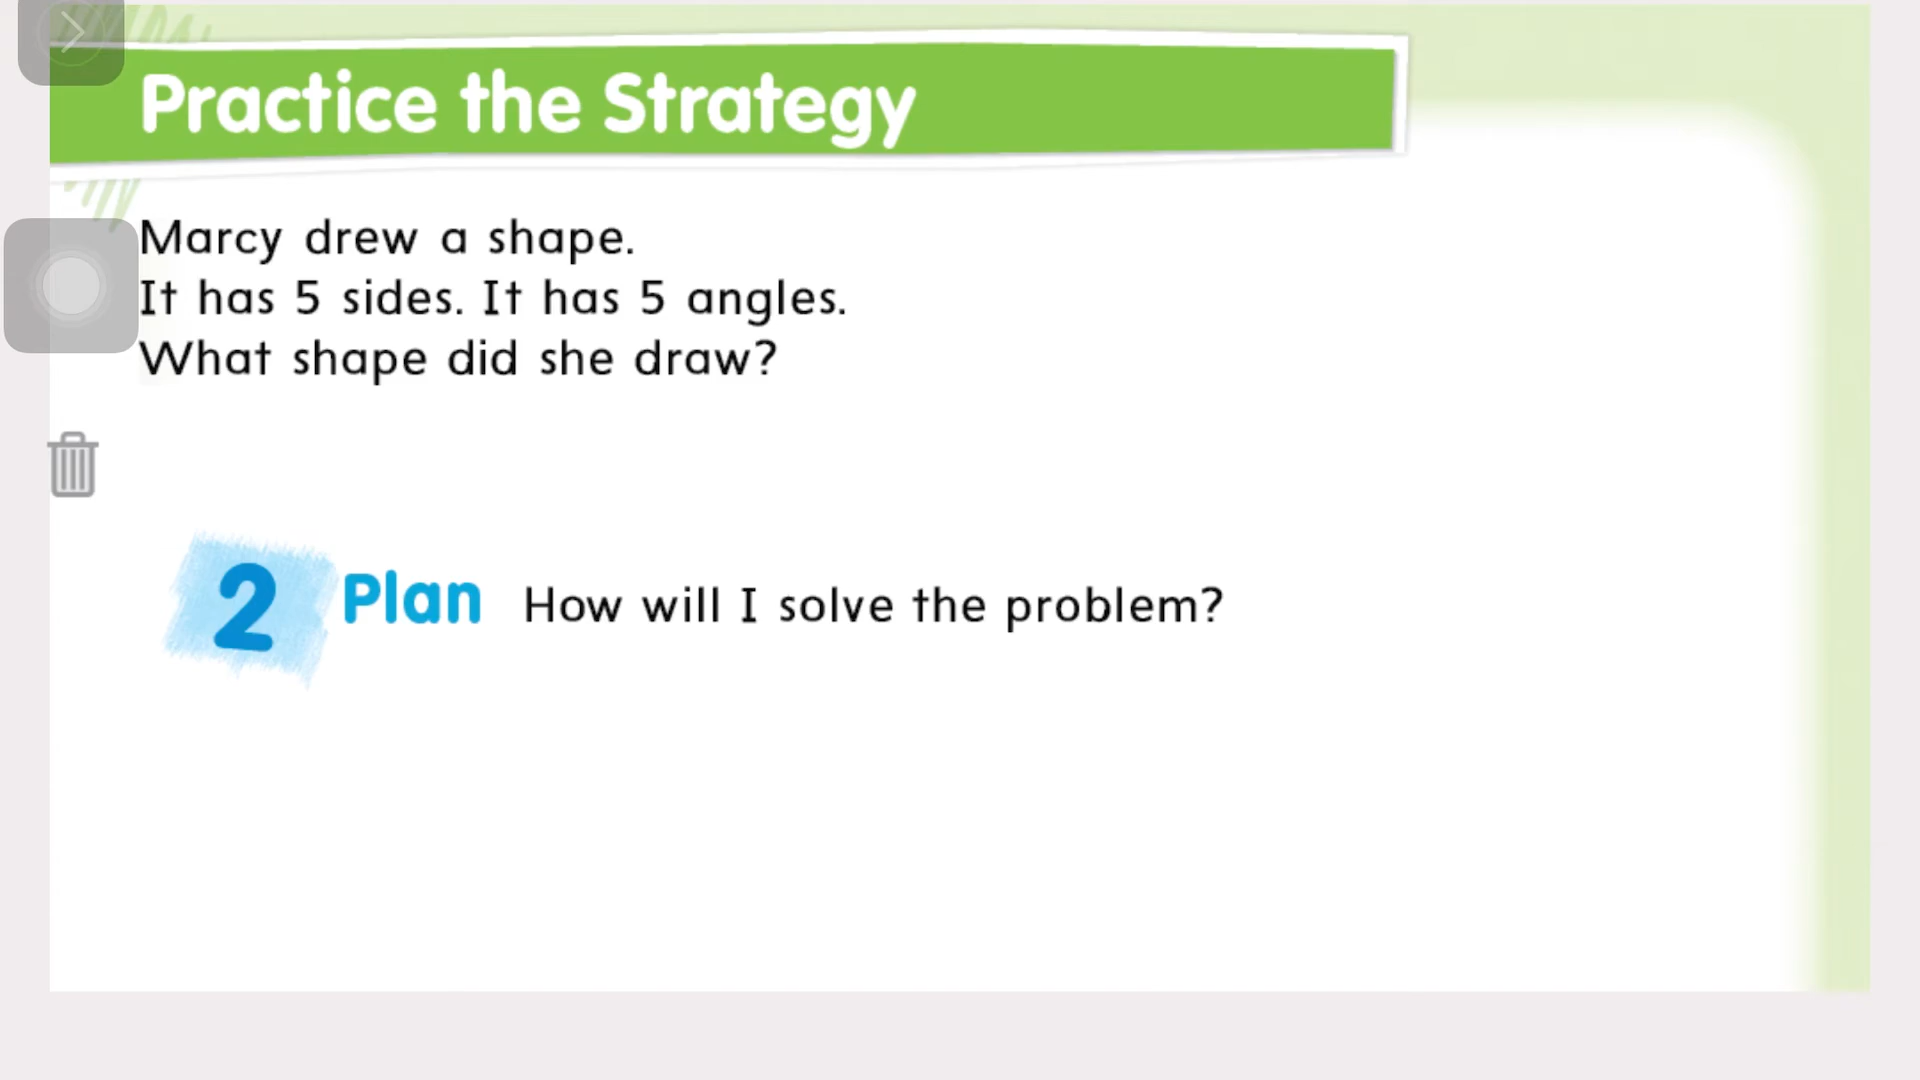 Practice the Strategy
Marcy drew a shape.
It has 5 sides. It has 5 angles.
What shape did she draw?
2 Plan How will I solve the problem?